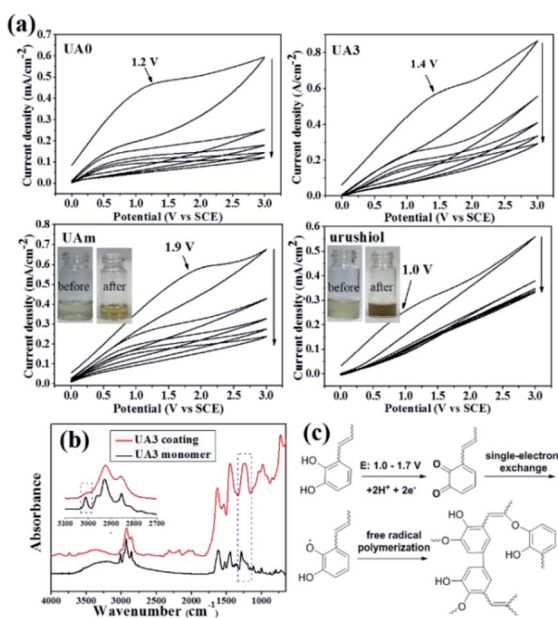 (a)
UA0
1.2 V
Current density (mA/cm⁻²)
0.7
0.6
0.5
0.4
0.3
0.2
0.1
0.0
0.0 0.5 1.0 1.5 2.0 2.5 3.0
Potential (V vs SCE)
UA3
1.4 V
Current density (A/cm⁻²)
0.8
0.6
0.4
0.2
0.0
0.0 0.5 1.0 1.5 2.0 2.5 3.0
Potential (V vs SCE)
UAm
1.9 V
before
after
Current density (mA/cm⁻²)
0.8
0.7
0.6
0.5
0.4
0.3
0.2
0.1
0.0
0.0 0.5 1.0 1.5 2.0 2.5 3.0
Potential (V vs SCE)
urushiol
1.0 V
before
after
Current density (mA/cm⁻²)
0.6
0.5
0.4
0.3
0.2
0.1
0.0
0.0 0.5 1.0 1.5 2.0 2.5 3.0
Potential (V vs SCE)
(b)
UA3 coating
UA3 monomer
3100 3000 2900 2800 2700
Absorbance
4000 3500 3000 2500 2000 1500 1000
Wavenumber (cm⁻¹)
(c)
HO
HO
E: 1.0 - 1.7 V
+2H⁺ + 2e⁻
O
O
single-electron
exchange
O
HO
free radical
polymerization
OH
O
O
HO
HO
O